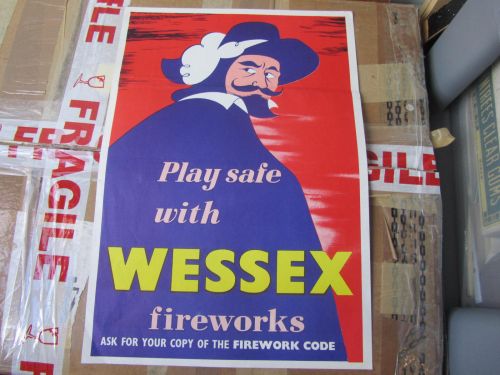 Play safe
with
WESSEX
fireworks
ASK FOR YOUR COPY OF THE FIREWORK CODE
FRAGILE
FRAGILE
FRAGILE